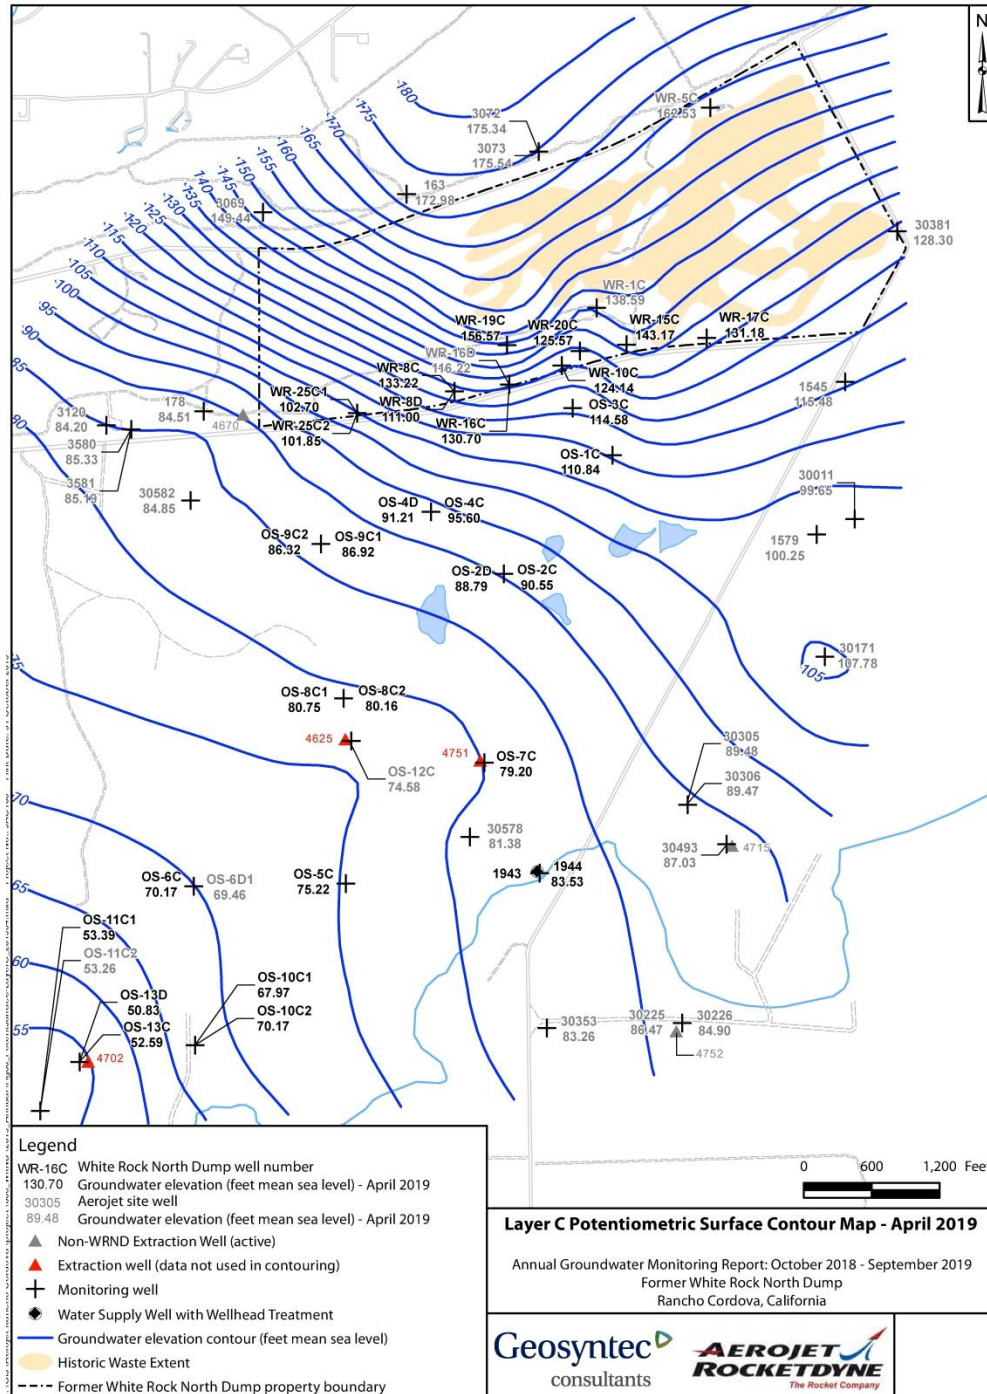 N
180
175
170
165
160
155
150
145
140
135
130
125
120
115
110
105
100
95
90
85
80
75
70
65
60
55
105
3072
175.34
3073
175.54
WR-5C
162.53
163
172.98
3069
149.44
30381
128.30
WR-1C
138.59
WR-19C
156.57
WR-20C
125.57
WR-15C
143.17
WR-17C
131.18
WR-16D
116.22
WR-8C
133.22
WR-8D
111.00
WR-10C
124.14
WR-25C1
102.70
WR-25C2
101.85
WR-16C
130.70
OS-3C
114.58
1545
115.48
178
84.51
4670
3120
84.20
3580
85.33
3581
85.19
OS-1C
110.84
30011
99.65
1579
100.25
30582
84.85
OS-4D
91.21
OS-4C
95.60
OS-9C2
86.32
OS-9C1
86.92
OS-2D
88.79
OS-2C
90.55
30171
107.78
OS-8C1
80.75
OS-8C2
80.16
4625
OS-12C
74.58
4751
OS-7C
79.20
30305
89.48
30306
89.47
30578
81.38
30493
87.03
4715
1943
1944
83.53
OS-6C
70.17
OS-6D1
69.46
OS-5C
75.22
OS-11C1
53.39
OS-11C2
53.26
OS-13D
50.83
OS-13C
52.59
4702
OS-10C1
67.97
OS-10C2
70.17
30353
83.26
30225
86.47
30226
84.90
4752
Legend
WR-16C White Rock North Dump well number
130.70 Groundwater elevation (feet mean sea level) - April 2019
30305 Aerojet site well
89.48 Groundwater elevation (feet mean sea level) - April 2019
Non-WRND Extraction Well (active)
Extraction well (data not used in contouring)
Monitoring well
Water Supply Well with Wellhead Treatment
Groundwater elevation contour (feet mean sea level)
Historic Waste Extent
Former White Rock North Dump property boundary
0 600 1,200 Feet
Layer C Potentiometric Surface Contour Map - April 2019
Annual Groundwater Monitoring Report: October 2018 - September 2019
Former White Rock North Dump
Rancho Cordova, California
Geosyntec
consultants
AEROJET
ROCKETDYNE
The Rocket Company